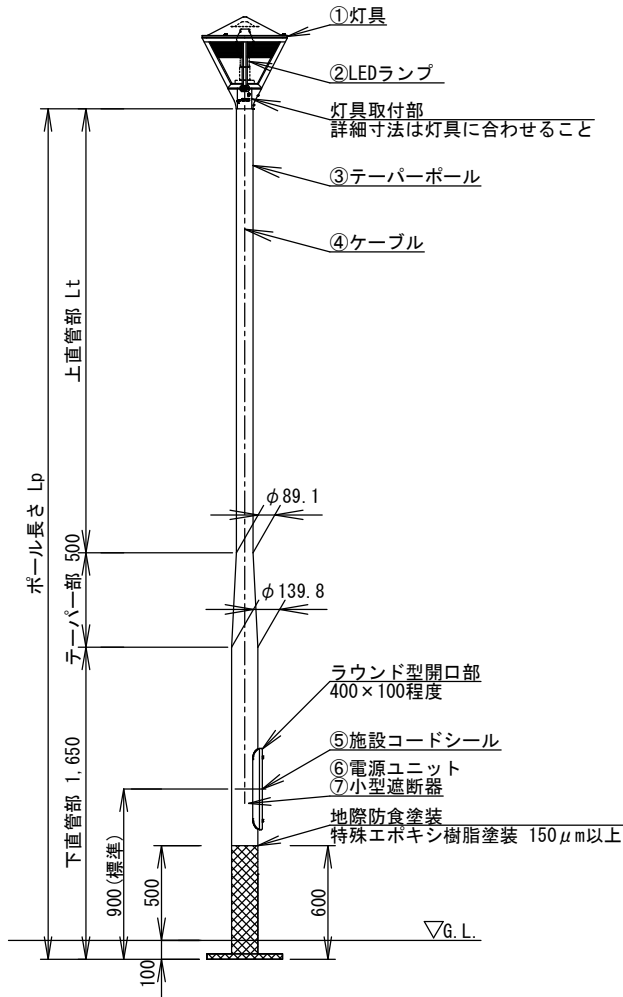 ①灯具
②LEDランプ
灯具取付部
詳細寸法は灯具に合わせること
③テーパーポール
④ケーブル
上直管部 Lt
ポール長さ Lp
φ89.1
テーパー部 500
φ139.8
ラウンド型開口部
400×100程度
⑤施設コードシール
⑥電源ユニット
⑦小型遮断器
地際防食塗装
特殊エポキシ樹脂塗装 150μm以上
下直管部 1,650
900(標準)
500
600
▽G.L.
100